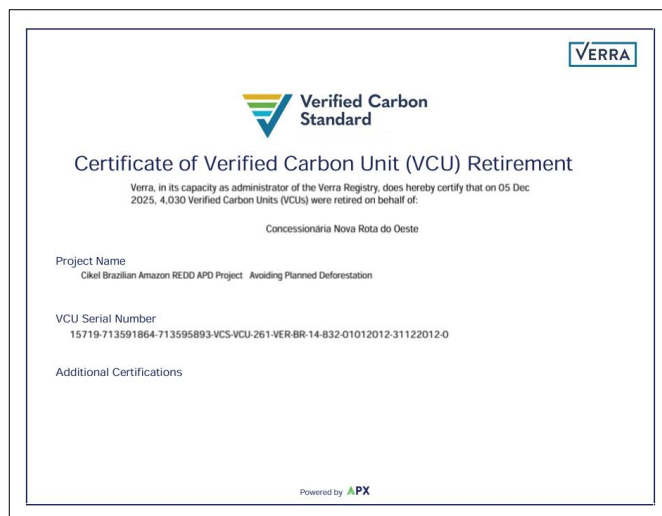 VERRA
Verified Carbon
Standard
Certificate of Verified Carbon Unit (VCU) Retirement
Verra, in its capacity as administrator of the Verra Registry, does hereby certify that on 05 Dec
2025, 4,030 Verified Carbon Units (VCUs) were retired on behalf of:
Concessionária Nova Rota do Oeste
Project Name
Cikel Brazilian Amazon REDD APD Project Avoiding Planned Deforestation
VCU Serial Number
15719-713591864-713595893-VCS-VCU-261-VER-BR-14-832-01012012-31122012-0
Additional Certifications
Powered by APX